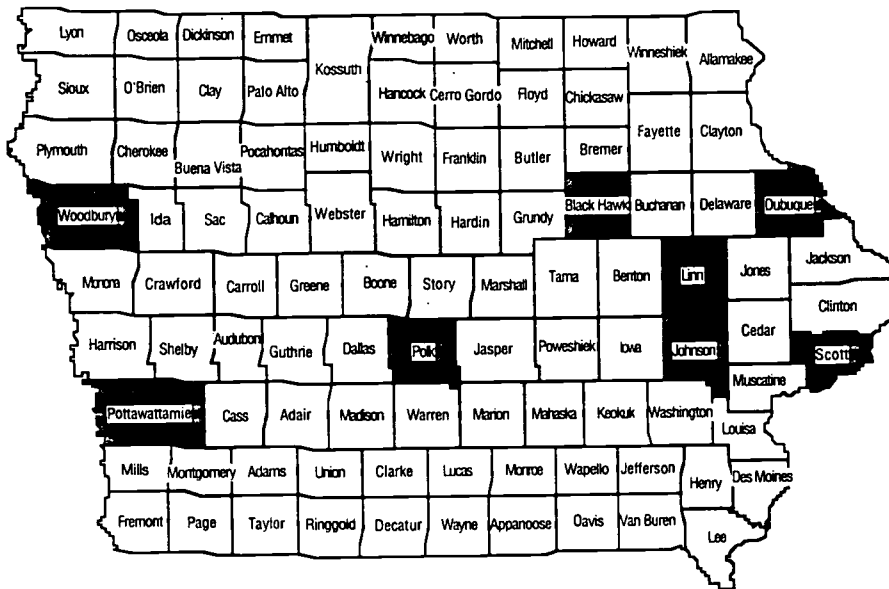 Lyon Osceola Dickinson Emmet Winnebago Worth Mitchell Howard Winneshiek Allamakee
Kossuth
Sioux O'Brien Clay Palo Alto Hancock Cerro Gordo Floyd Chickasaw
Fayette Clayton
Plymouth Cherokee Buena Vista Pocahontas Humboldt Wright Franklin Butler Bremer
Woodbury Ida Sac Calhoun Webster Hamilton Hardin Grundy Black Hawk Buchanan Delaware Dubuque
Monona Crawford Carroll Greene Boone Story Marshall Tama Benton Linn Jones Jackson
Clinton
Harrison Shelby Audubon Guthrie Dallas Polk Jasper Poweshiek Iowa Johnson Cedar Scott
Muscatine
Pottawattamie Cass Adair Madison Warren Marion Mahaska Keokuk Washington Louisa
Mills Montgomery Adams Union Clarke Lucas Monroe Wapello Jefferson Henry Des Moines
Fremont Page Taylor Ringgold Decatur Wayne Appanoose Davis Van Buren Lee